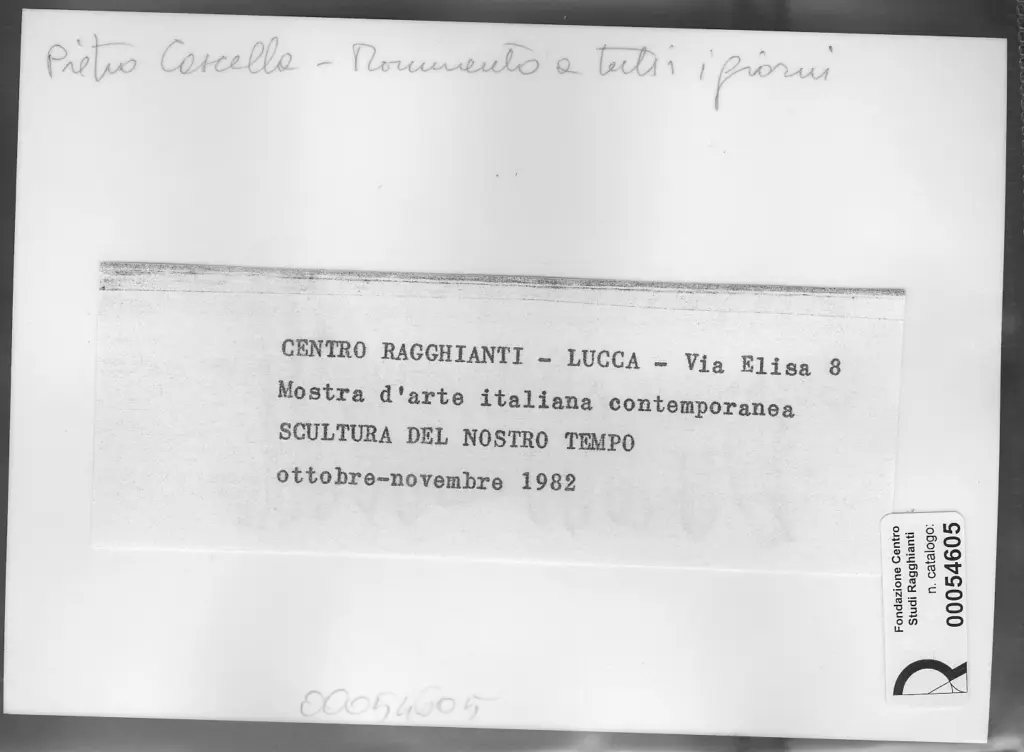 Pietro Cascella - Monumento a tutti i giorni
CENTRO RAGGHIANTI - LUCCA - Via Elisa 8
Mostra d'arte italiana contemporanea
SCULTURA DEL NOSTRO TEMPO
ottobre-novembre 1982
Fondazione Centro
Studi Ragghianti
n. catalogo:
00054605
00054605